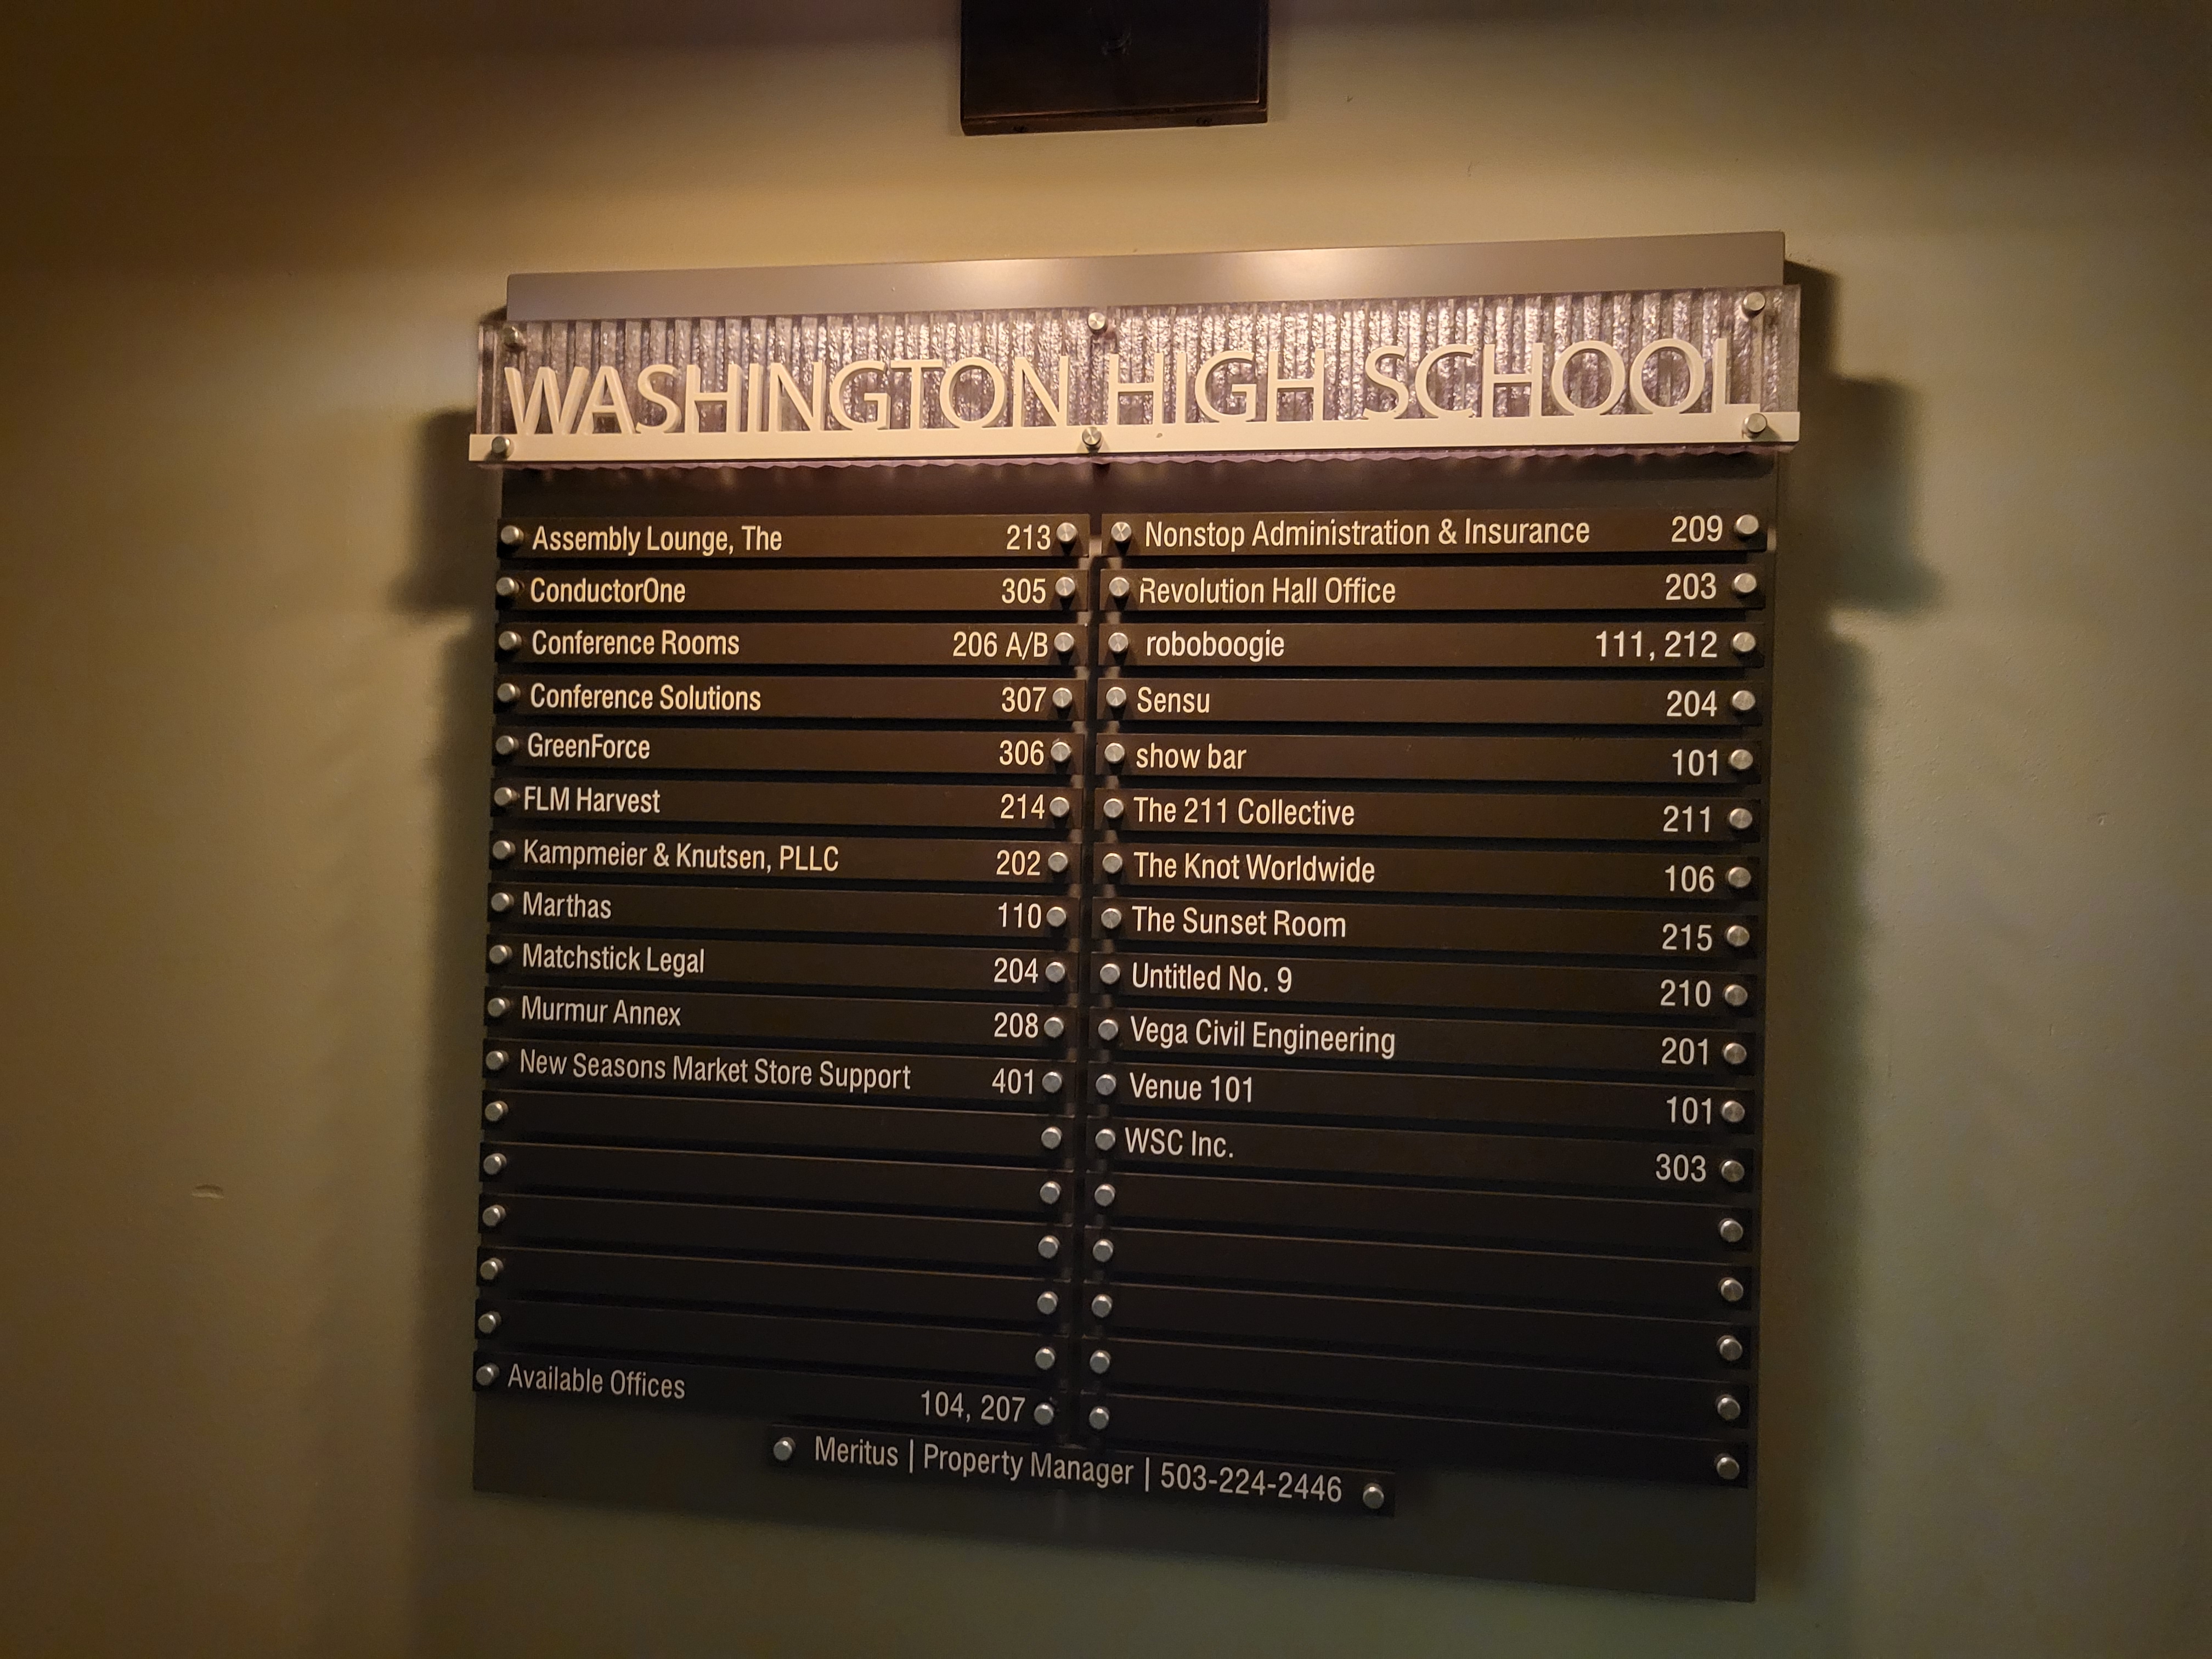 WASHINGTON HIGH SCHOOL
Assembly Lounge, The 213
ConductorOne 305
Conference Rooms 206 A/B
Conference Solutions 307
GreenForce 306
FLM Harvest 214
Kampmeier & Knutsen, PLLC 202
Marthas 110
Matchstick Legal 204
Murmur Annex 208
New Seasons Market Store Support 401
Available Offices 104, 207
Nonstop Administration & Insurance 209
Revolution Hall Office 203
roboboogie 111, 212
Sensu 204
show bar 101
The 211 Collective 211
The Knot Worldwide 106
The Sunset Room 215
Untitled No. 9 210
Vega Civil Engineering 201
Venue 101 101
WSC Inc. 303
Meritus | Property Manager | 503-224-2446